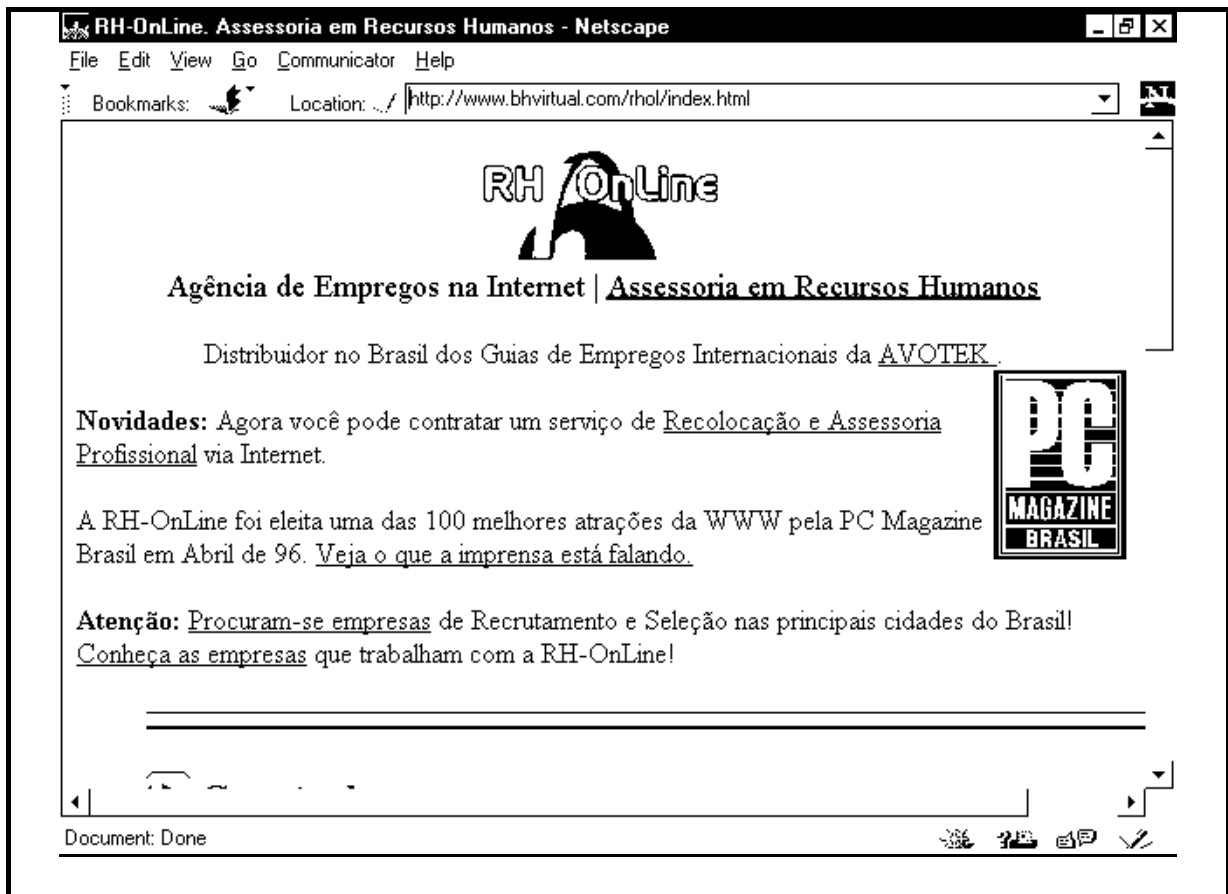 RH-OnLine. Assessoria em Recursos Humanos - Netscape
File Edit View Go Communicator Help
Bookmarks: Location: http://www.bhvirtual.com/rhol/index.html
RH OnLine
Agência de Empregos na Internet | Assessoria em Recursos Humanos
Distribuidor no Brasil dos Guias de Empregos Internacionais da AVOTEK .
Novidades: Agora você pode contratar um serviço de Recolocação e Assessoria
Profissional via Internet.
PC
MAGAZINE
BRASIL
A RH-OnLine foi eleita uma das 100 melhores atrações da WWW pela PC Magazine
Brasil em Abril de 96. Veja o que a imprensa está falando.
Atenção: Procuram-se empresas de Recrutamento e Seleção nas principais cidades do Brasil!
Conheça as empresas que trabalham com a RH-OnLine!
Document: Done